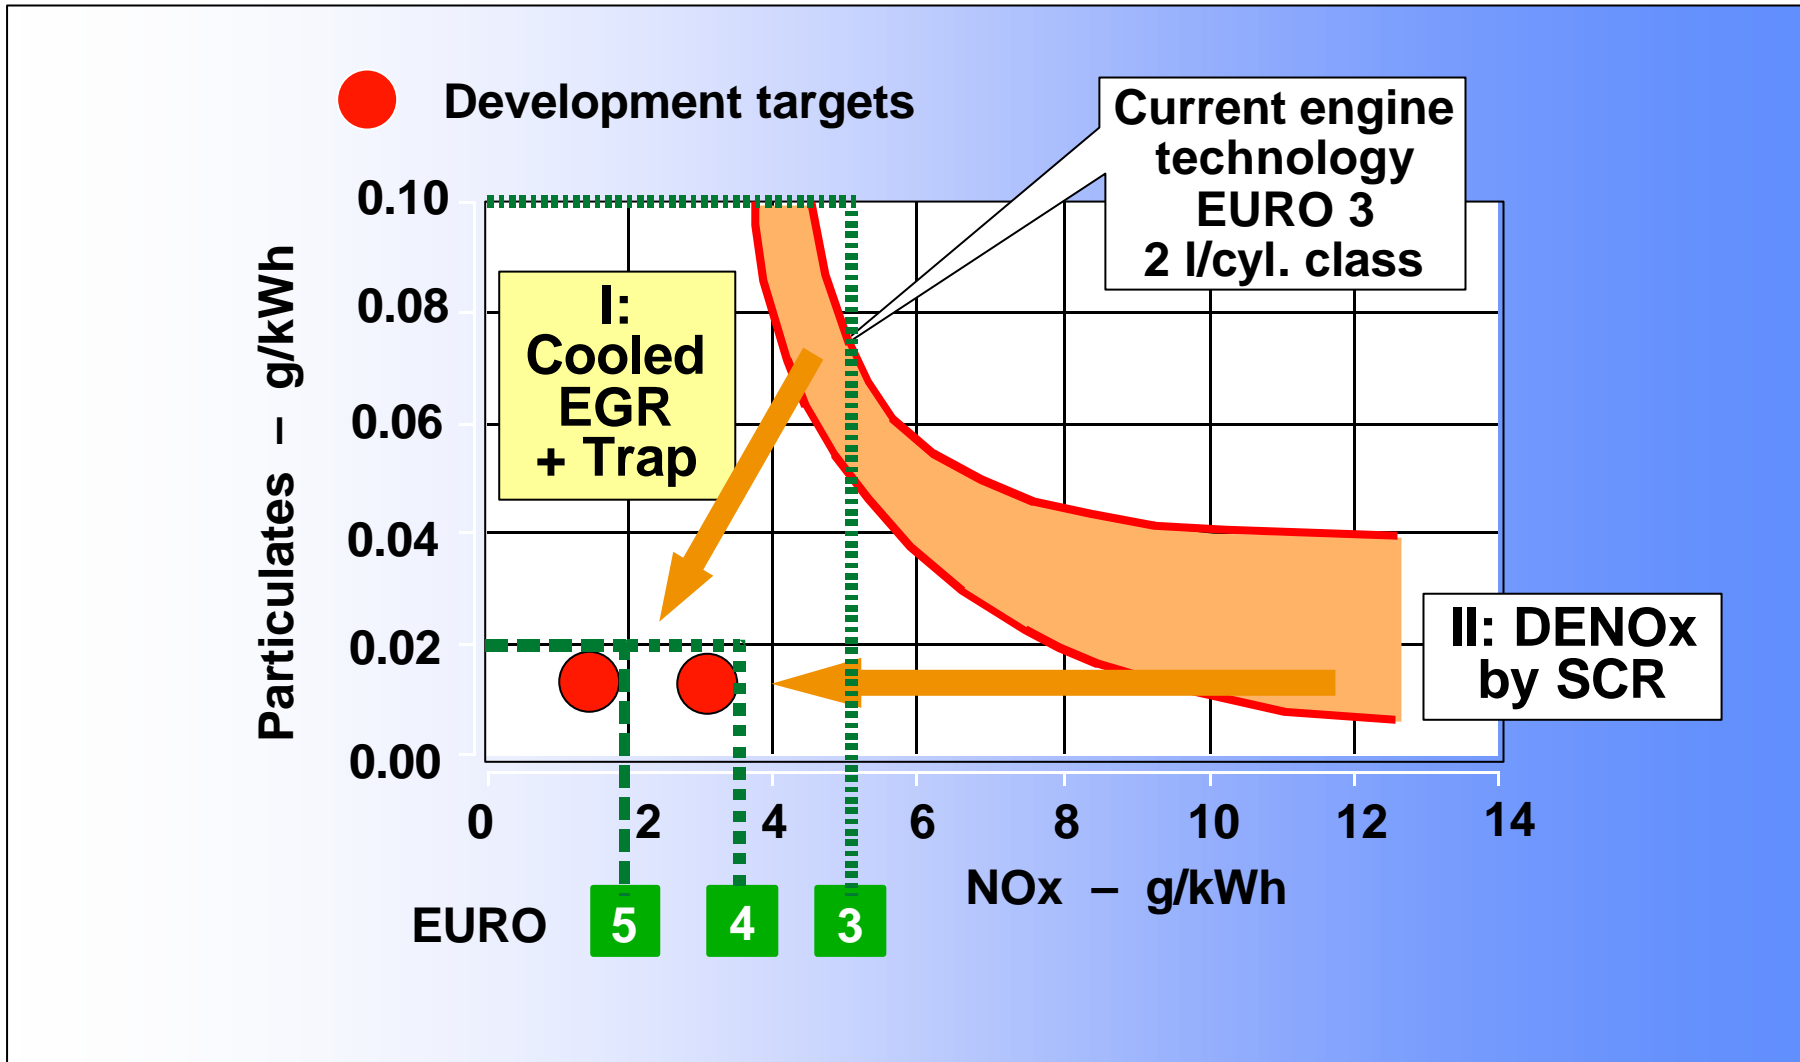 Development targets
Current engine
technology
EURO 3
2 l/cyl. class
Particulates – g/kWh
0.10
0.08
0.06
0.04
0.02
0.00
I:
Cooled
EGR
+ Trap
II: DENOx
by SCR
0 2 4 6 8 10 12 14
NOx – g/kWh
EURO 5 4 3